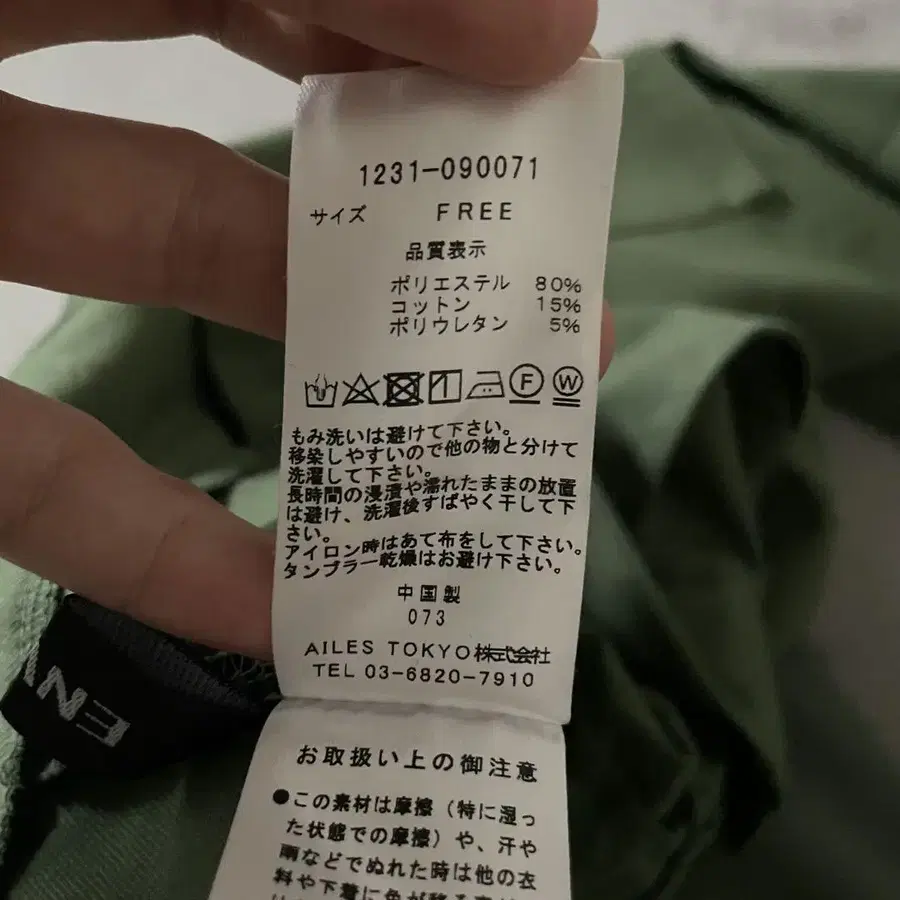 1231-090071
サイズ FREE
品質表示
ポリエステル 80%
コットン 15%
ポリウレタン 5%
F W
もみ洗いは避けて下さい。
移染しやすいので他の物と分けて
洗濯して下さい。
長時間の浸漬や濡れたままの放置
は避け、洗濯後すばやく干して下
さい。
アイロン時はあて布をして下さい。
タンブラー乾燥はお避け下さい。
中国製
073
AILES TOKYO株式会社
TEL 03-6820-7910
お取扱い上の御注意
●この素材は摩擦（特に湿っ
た状態での摩擦）や、汗や
雨などでぬれた時は他の衣
料や下着に色が移る